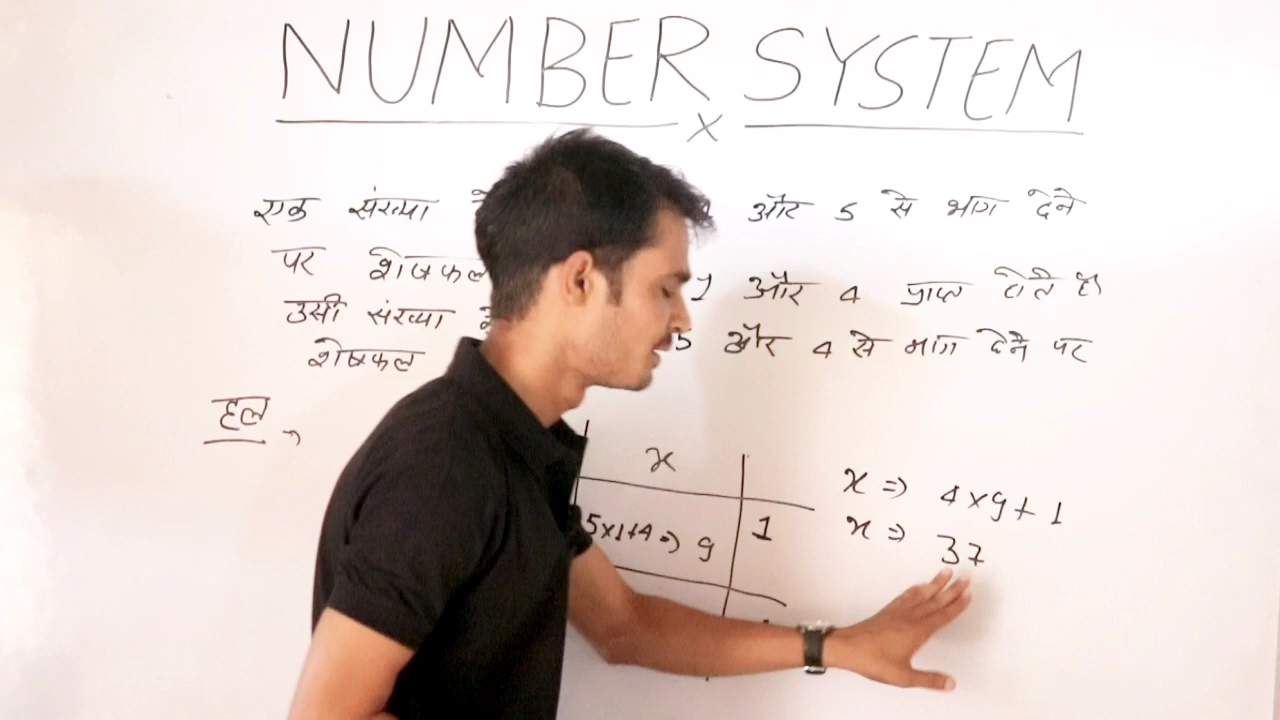 NUMBER SYSTEM
x
एक संख्या और 5 से भाग देने
पर शेषफल 1 और 4 प्राप्त होते है।
उसी संख्या 5 और 4 से भाग देने पर
शेषफल
हल →
x
x ⇒ 4x9+1
5x1+4 ⇒ 9 1
x ⇒ 37